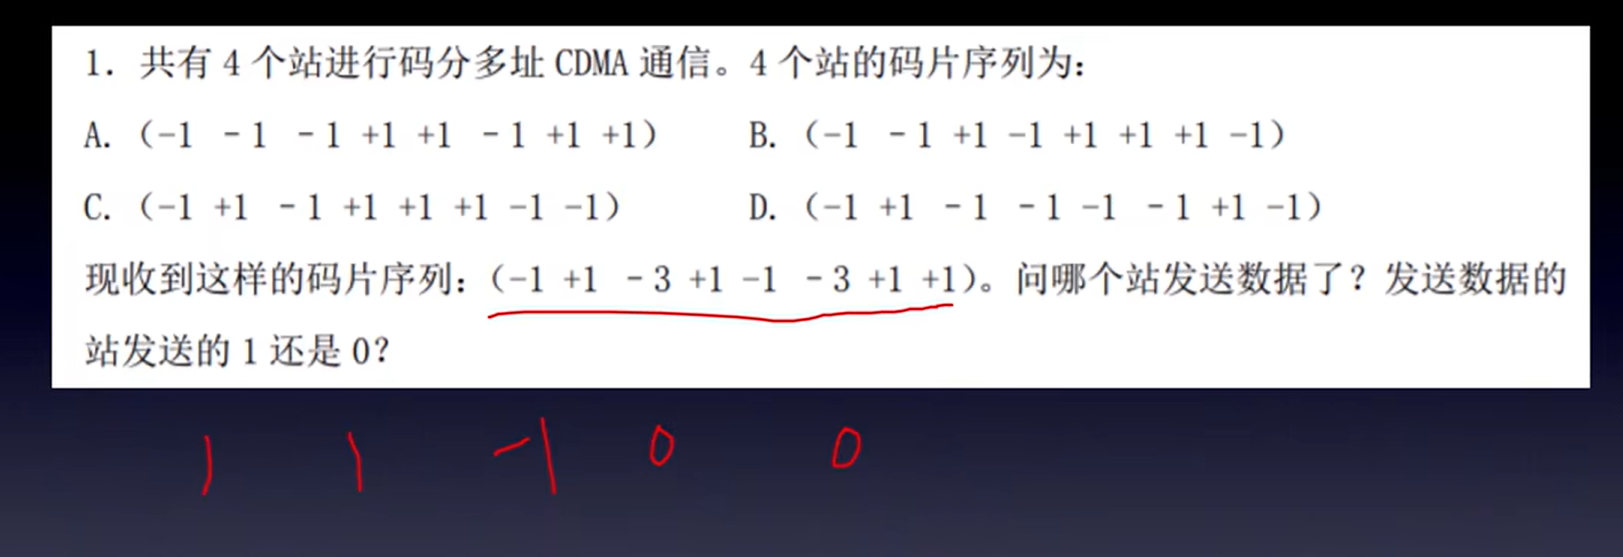 1. 共有 4 个站进行码分多址 CDMA 通信。4 个站的码片序列为:
A. (-1 -1 -1 +1 +1 -1 +1 +1) B. (-1 -1 +1 -1 +1 +1 +1 -1)
C. (-1 +1 -1 +1 +1 +1 -1 -1) D. (-1 +1 -1 -1 -1 -1 +1 -1)
现收到这样的码片序列: (-1 +1 -3 +1 -1 -3 +1 +1)。问哪个站发送数据了? 发送数据的
站发送的 1 还是 0?
1 1 -1 0 0